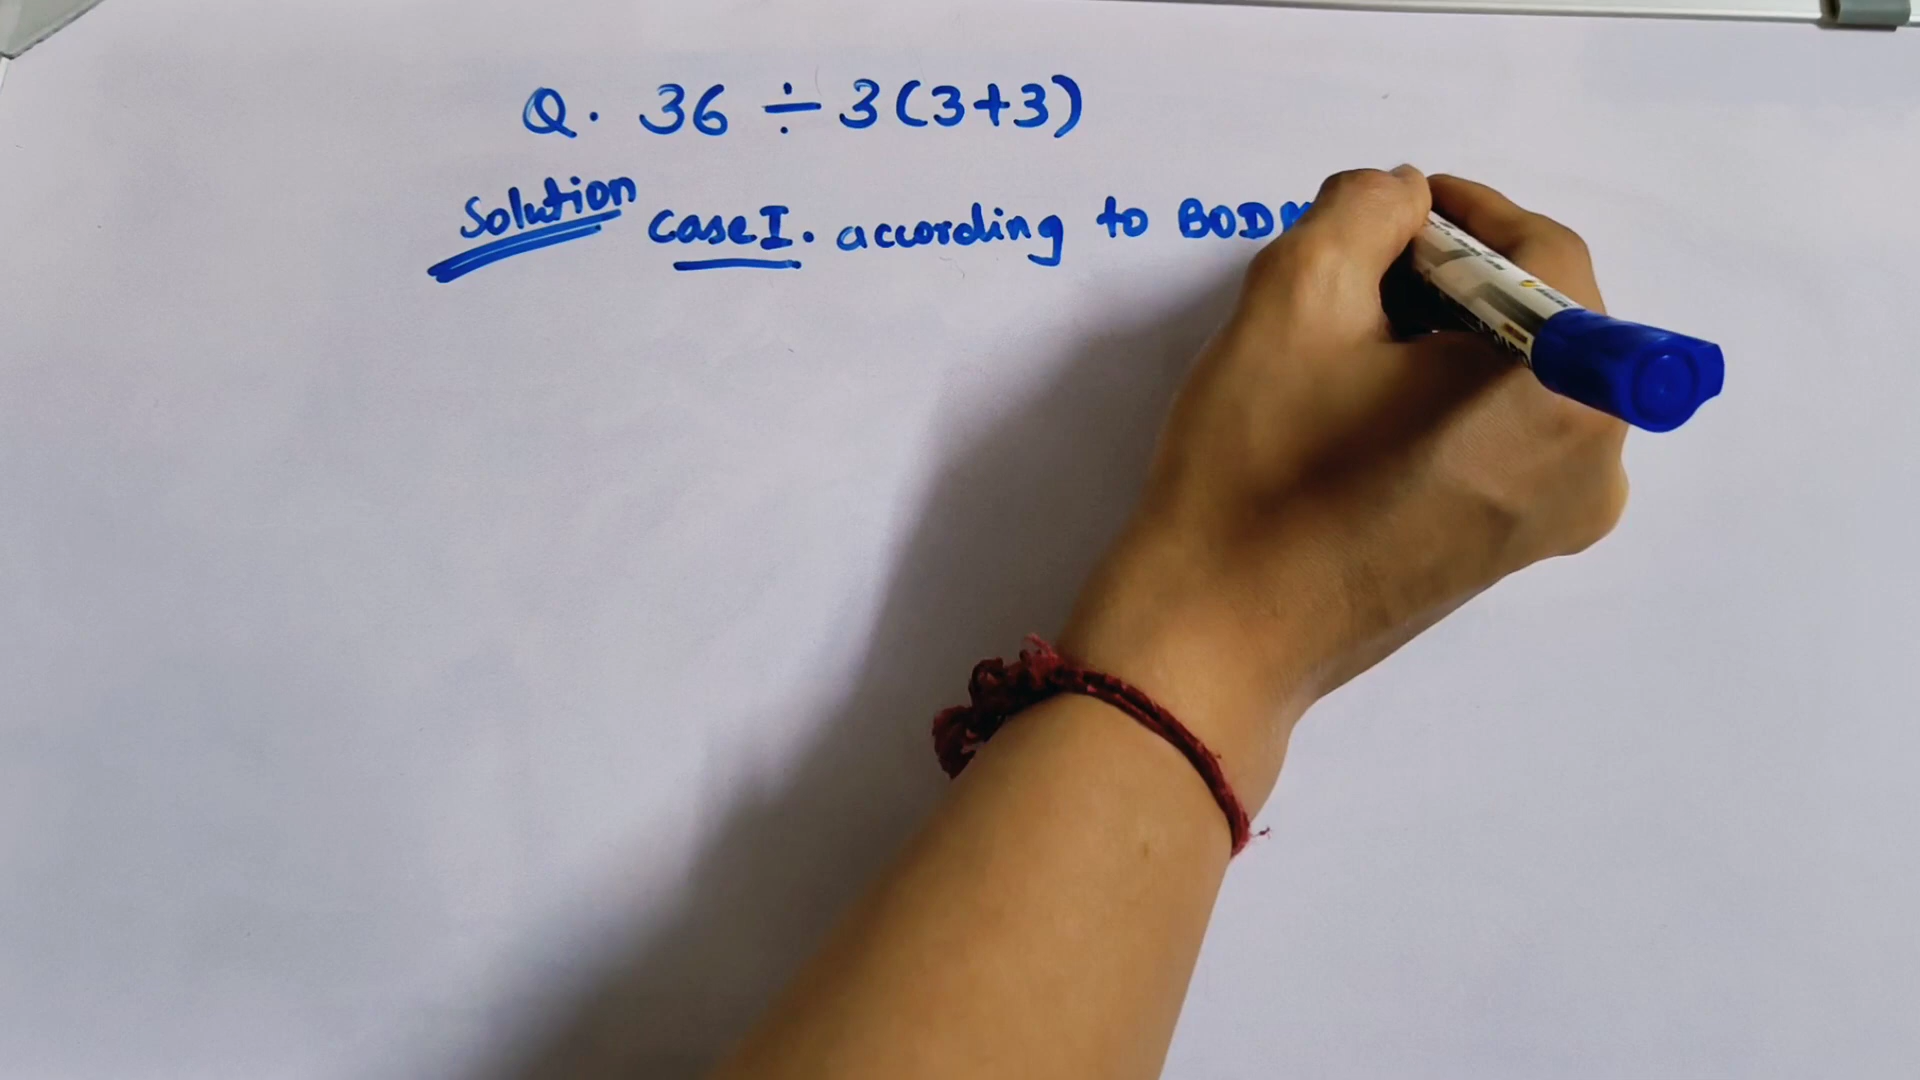 Q. 36 ÷ 3(3+3)
Solution Case I. according to BOD